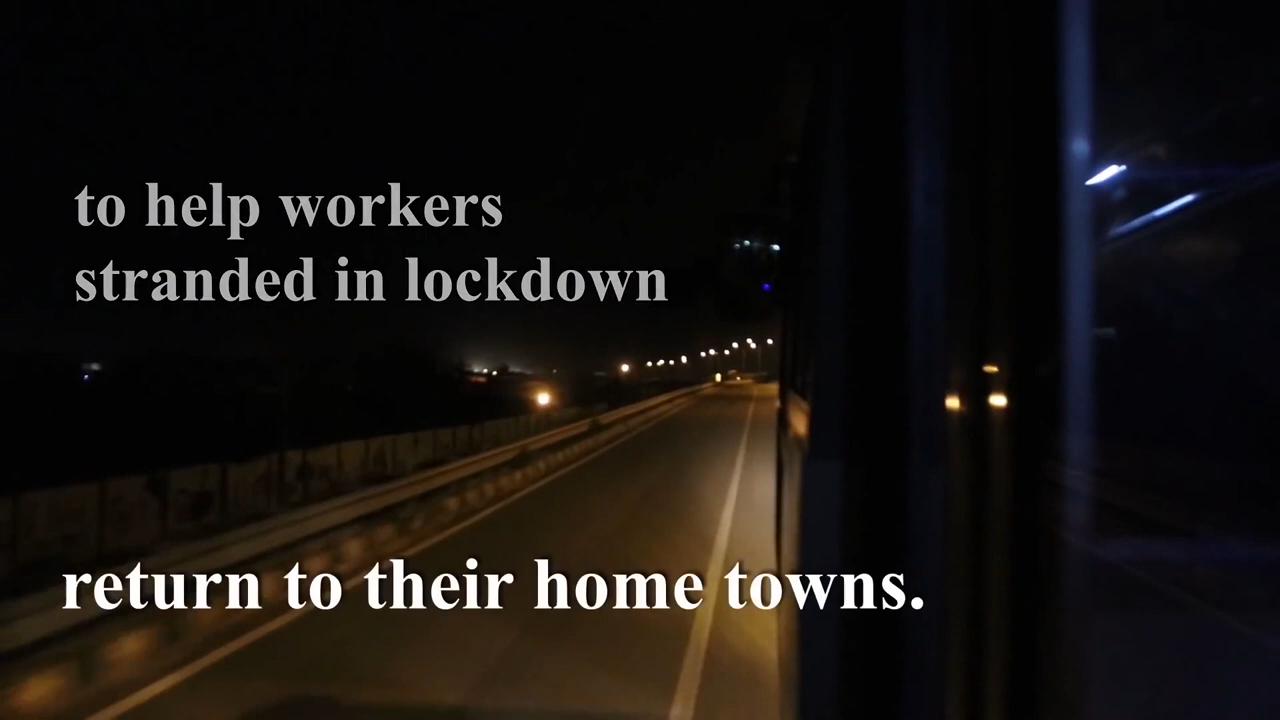 to help workers
stranded in lockdown
return to their home towns.